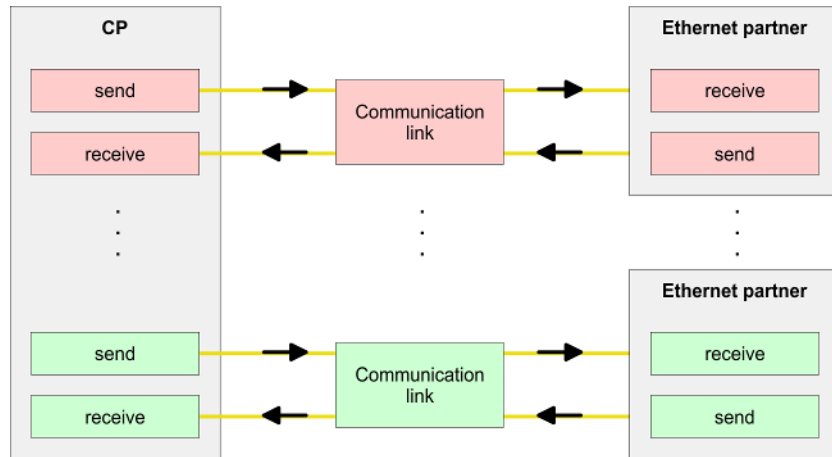 CP
Ethernet partner
send
Communication
link
receive
receive
send
Ethernet partner
send
Communication
link
receive
receive
send